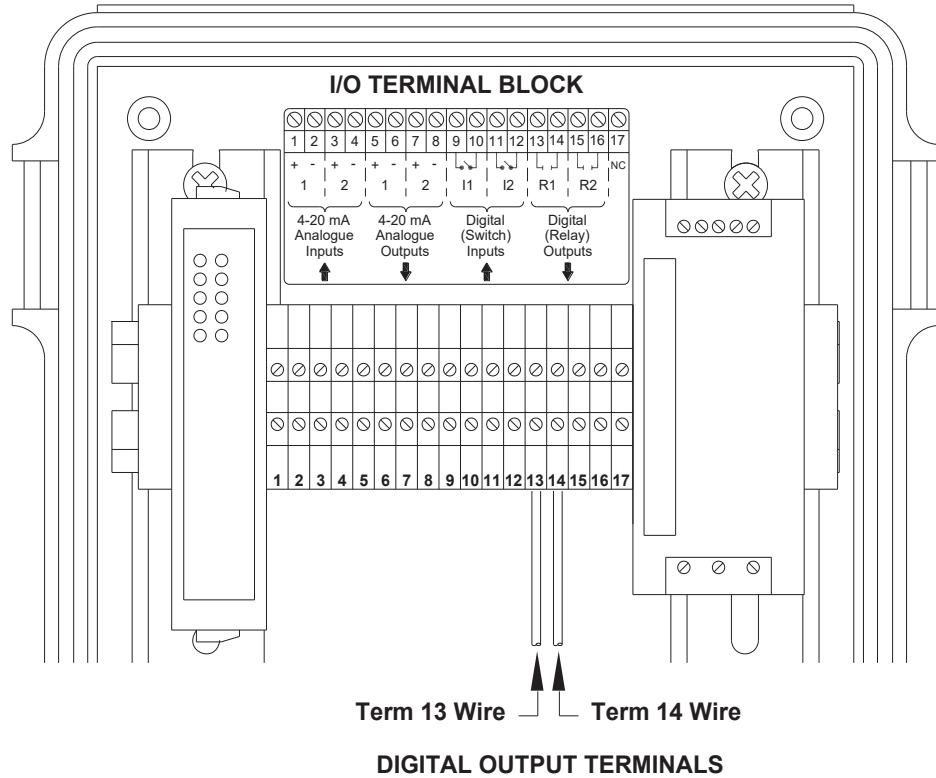 I/O TERMINAL BLOCK
1 2 3 4 5 6 7 8 9 10 11 12 13 14 15 16 17
+ - + - + - + - NC
1 2 1 2 I1 I2 R1 R2
4-20 mA 4-20 mA Digital Digital
Analogue Analogue (Switch) (Relay)
Inputs Outputs Inputs Outputs
1 2 3 4 5 6 7 8 9 10 11 12 13 14 15 16 17
Term 13 Wire Term 14 Wire
DIGITAL OUTPUT TERMINALS